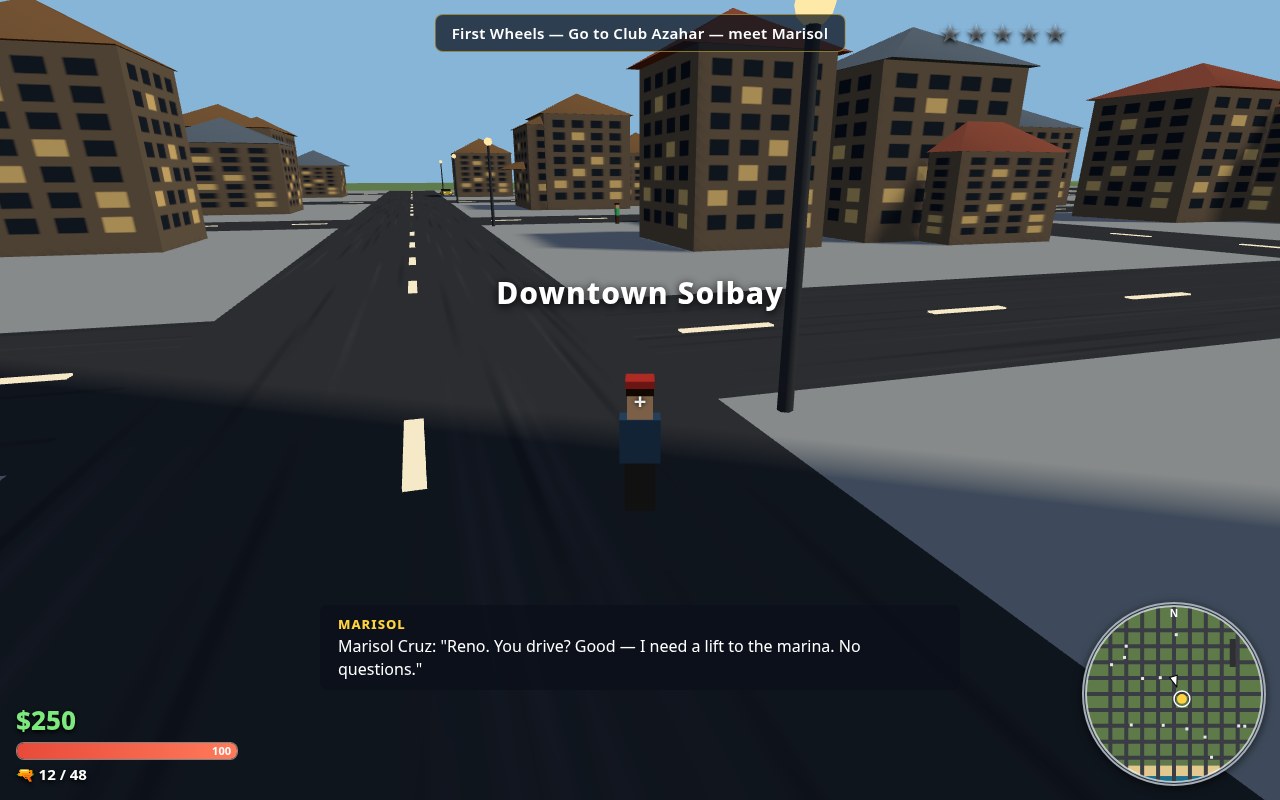 First Wheels — Go to Club Azahar — meet Marisol
Downtown Solbay
MARISOL
Marisol Cruz: "Reno. You drive? Good — I need a lift to the marina. No
questions."
$250
100
12 / 48
N